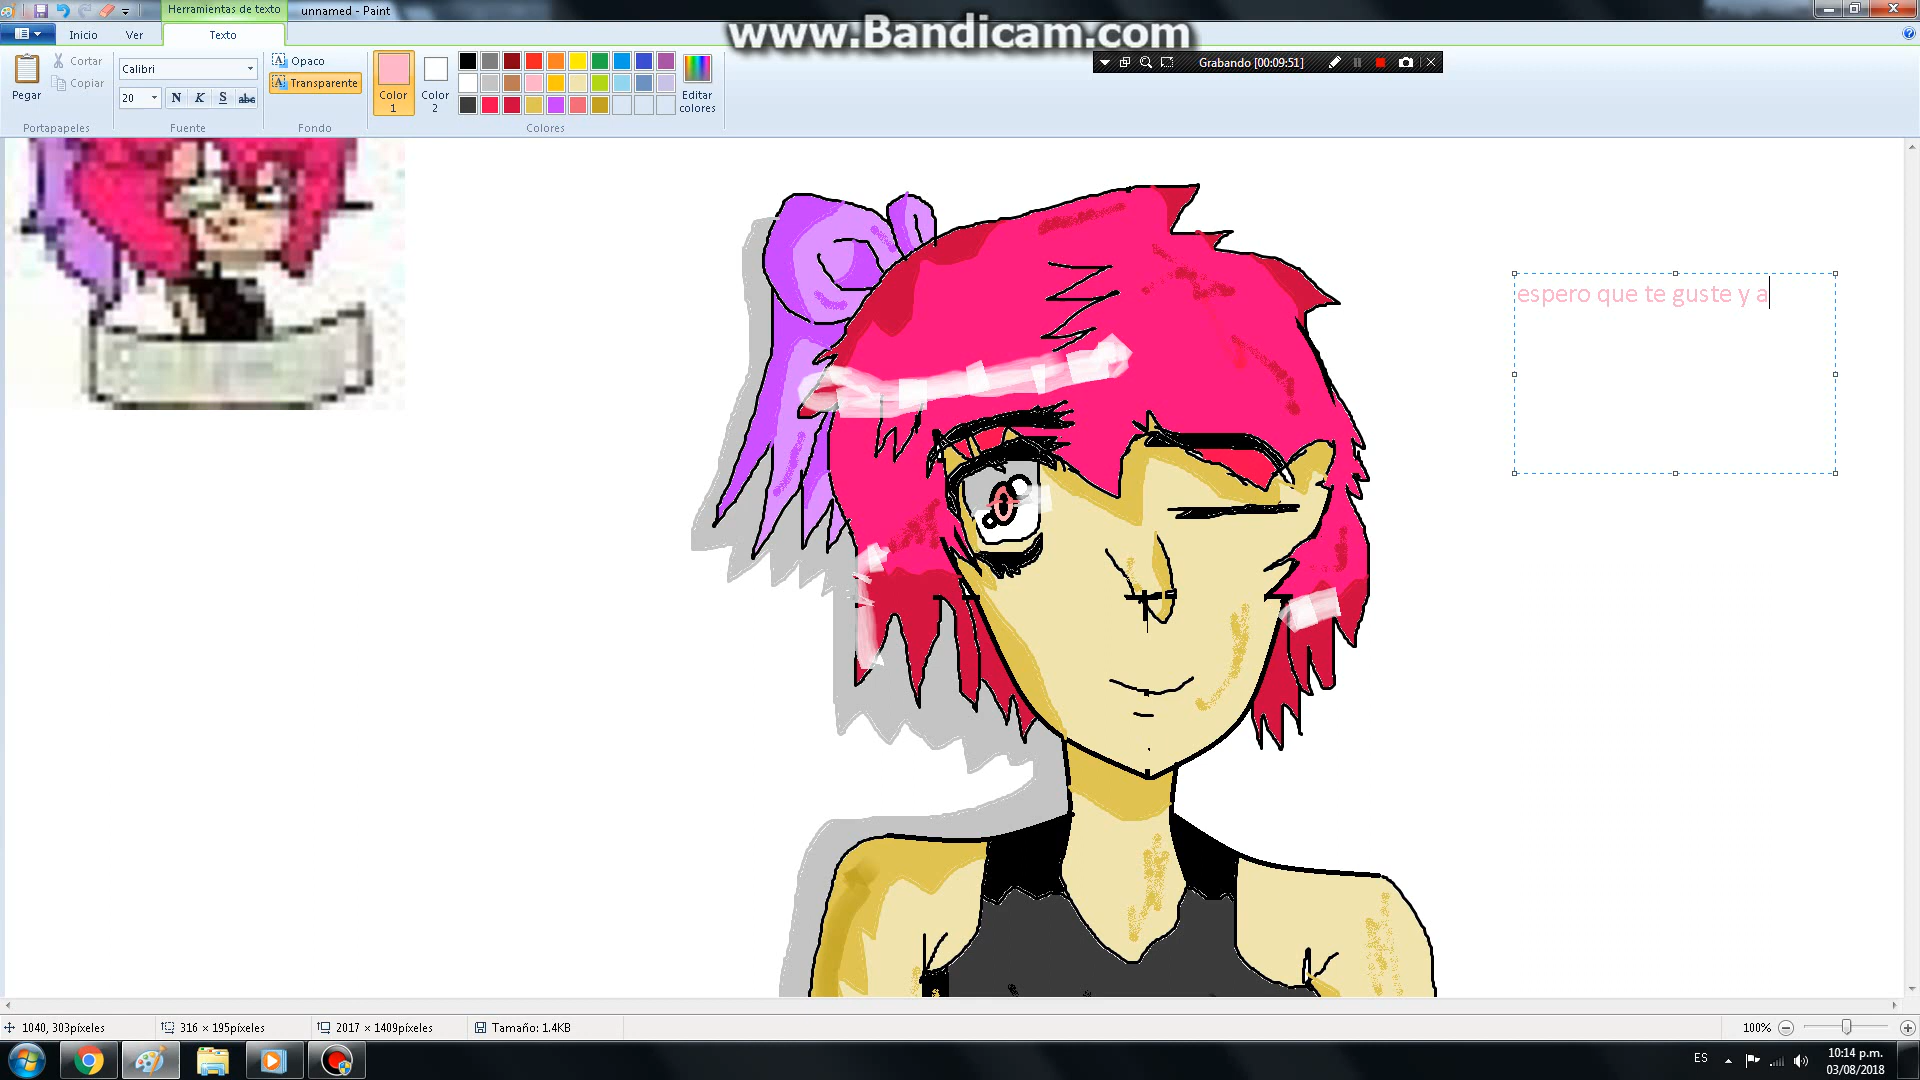 Herramientas de texto
unnamed - Paint
www.Bandicam.com
Inicio
Ver
Texto
Grabando [00:09:51]
Pegar
Cortar
Copiar
Calibri
20
N K S abc
Opaco
Transparente
Color 1
Color 2
Editar colores
Portapapeles
Fuente
Fondo
Colores
espero que te guste y a
1040, 303píxeles
316 × 195píxeles
2017 × 1409píxeles
Tamaño: 1.4KB
100%
ES
10:14 p.m.
03/08/2018